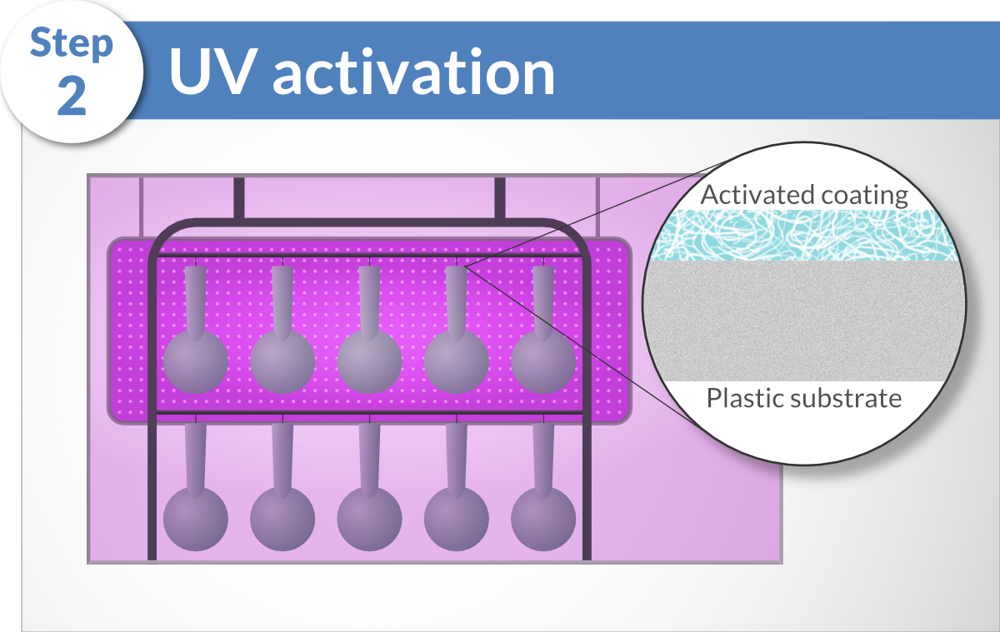 Step
2
UV activation
Activated coating
Plastic substrate